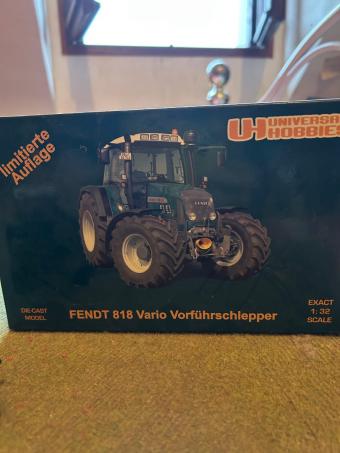 limitierte
Auflage
UH UNIVERSAL
HOBBIES
FENDT
DIE-CAST
MODEL
FENDT 818 Vario Vorführschlepper
EXACT
1:32
SCALE